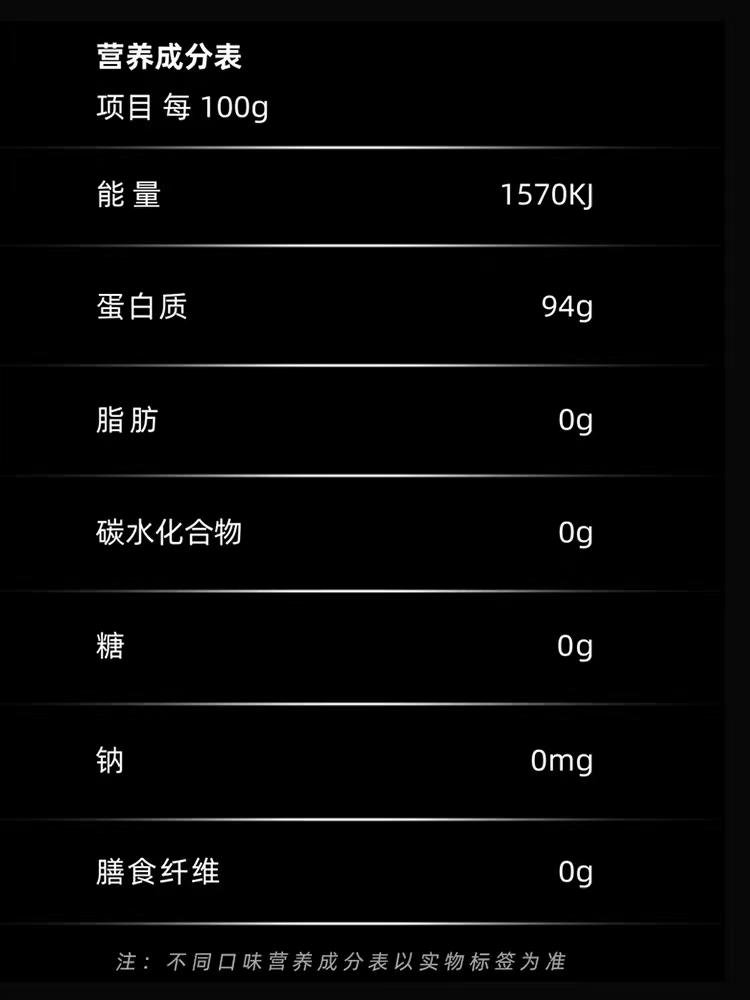 营养成分表
项目 每 100g
能量 1570KJ
蛋白质 94g
脂肪 0g
碳水化合物 0g
糖 0g
钠 0mg
膳食纤维 0g
注：不同口味营养成分表以实物标签为准